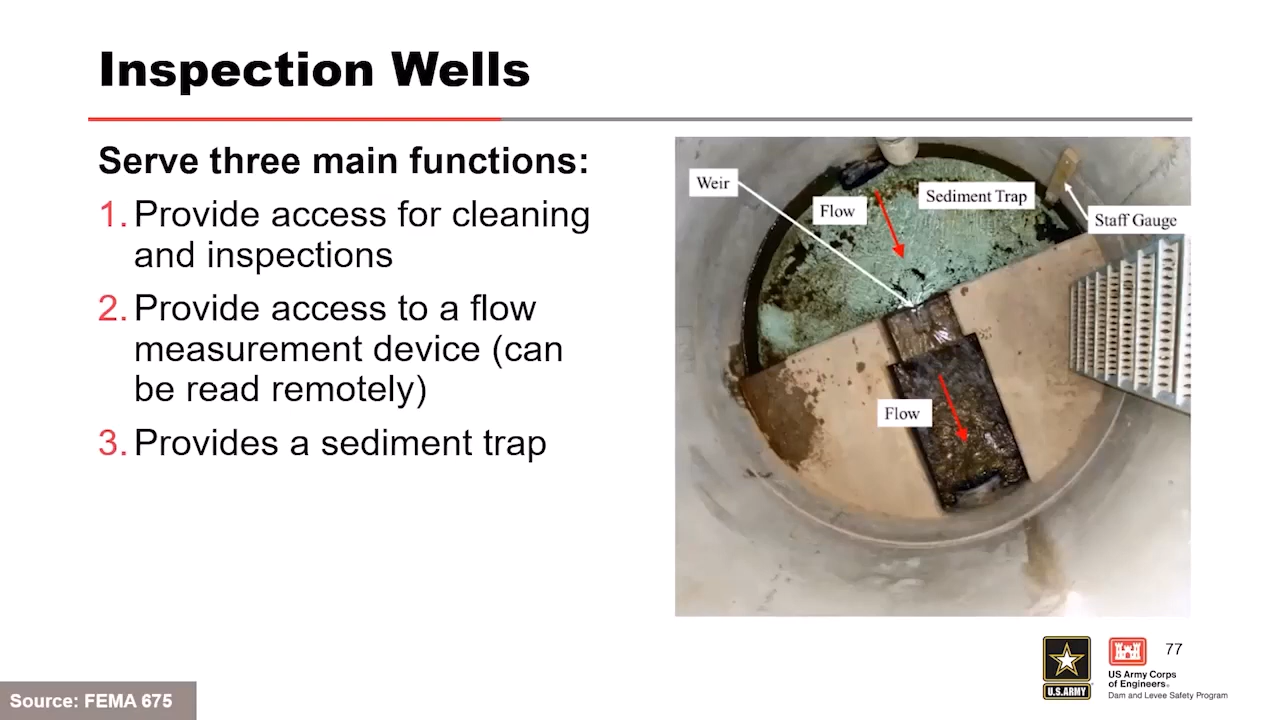 Inspection Wells
Serve three main functions:
1. Provide access for cleaning
and inspections
2. Provide access to a flow
measurement device (can
be read remotely)
3. Provides a sediment trap
Weir
Flow
Sediment Trap
Staff Gauge
Flow
U.S.ARMY
US Army Corps
of Engineers®
Dam and Levee Safety Program
77
Source: FEMA 675